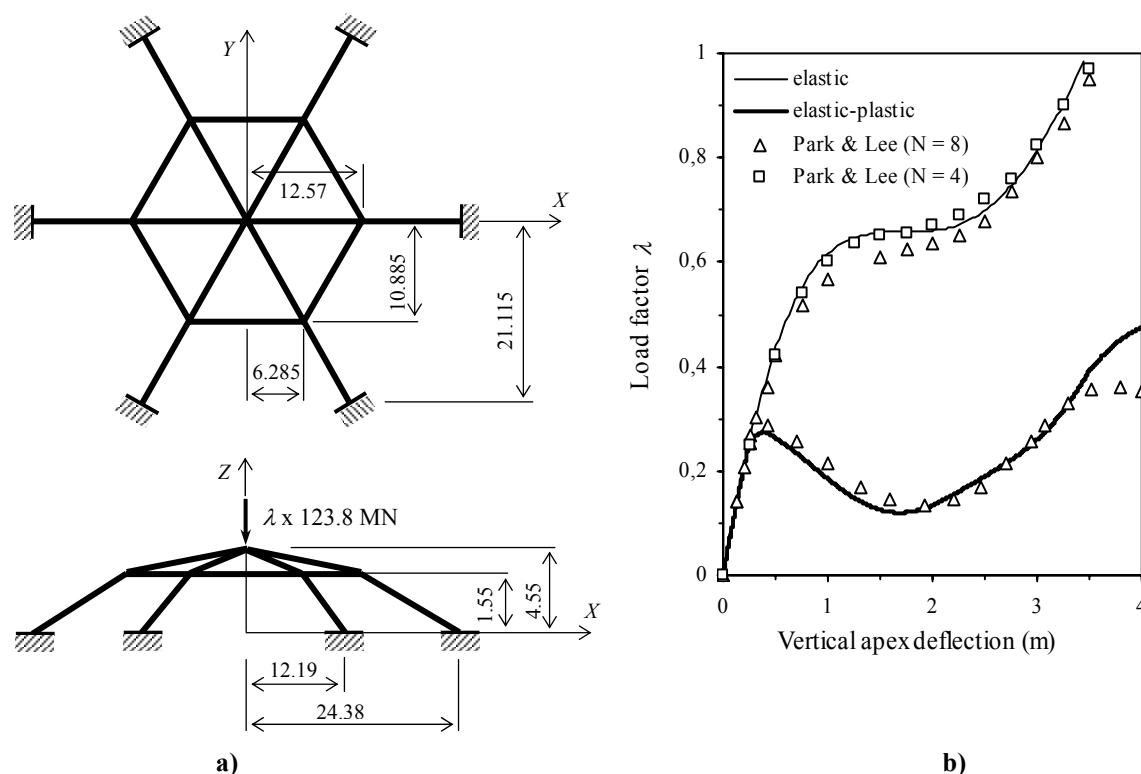 Y
X
12.57
10.885
21.115
6.285
Z
λ x 123.8 MN
1.55
4.55
X
12.19
24.38
a)
1
0,8
0,6
0,4
0,2
0
Load factor λ
elastic
elastic-plastic
Park & Lee (N = 8)
Park & Lee (N = 4)
0 1 2 3 4
Vertical apex deflection (m)
b)